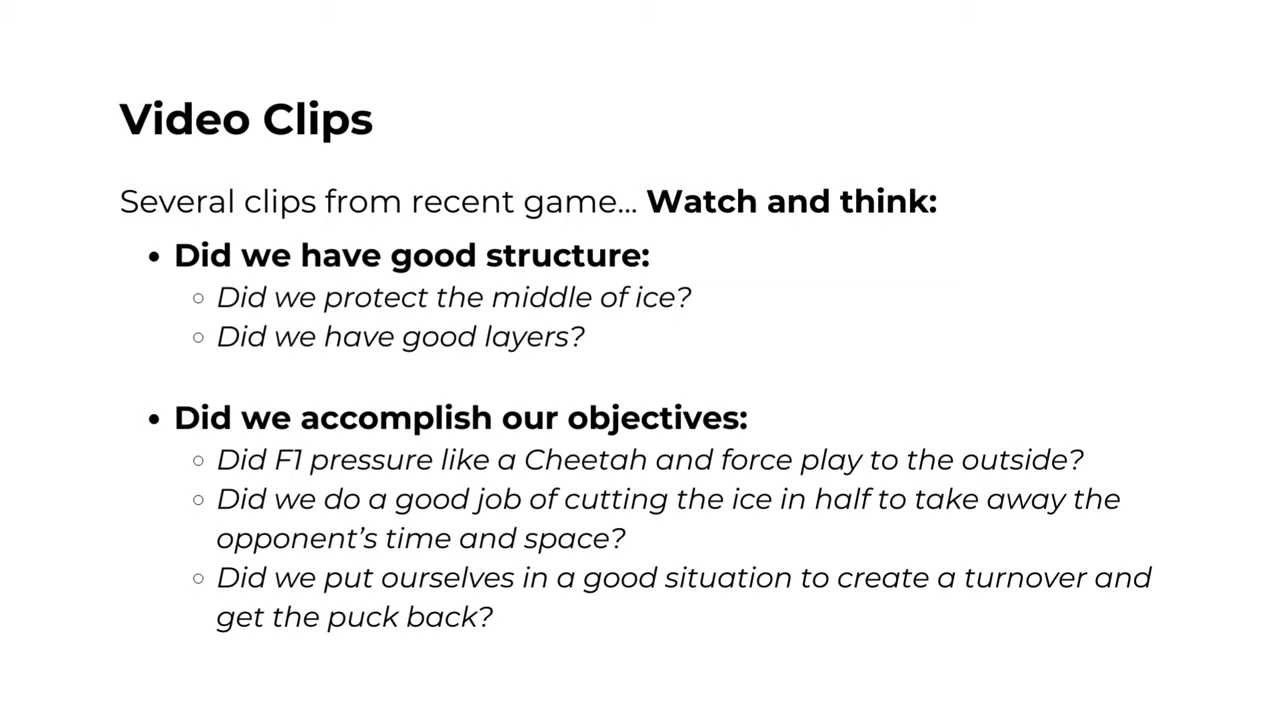 Video Clips
Several clips from recent game... Watch and think:
• Did we have good structure:
○ Did we protect the middle of ice?
○ Did we have good layers?
• Did we accomplish our objectives:
○ Did F1 pressure like a Cheetah and force play to the outside?
○ Did we do a good job of cutting the ice in half to take away the
opponent’s time and space?
○ Did we put ourselves in a good situation to create a turnover and
get the puck back?